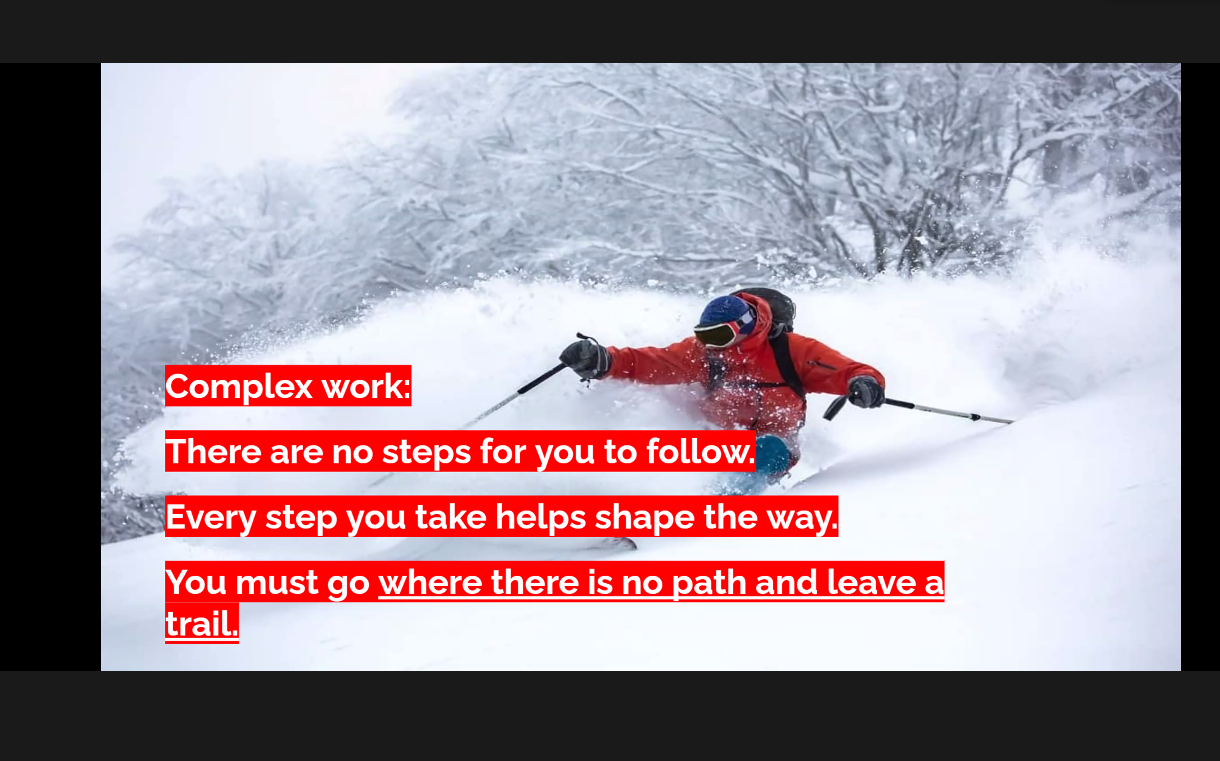 Complex work:
There are no steps for you to follow.
Every step you take helps shape the way.
You must go where there is no path and leave a
trail.